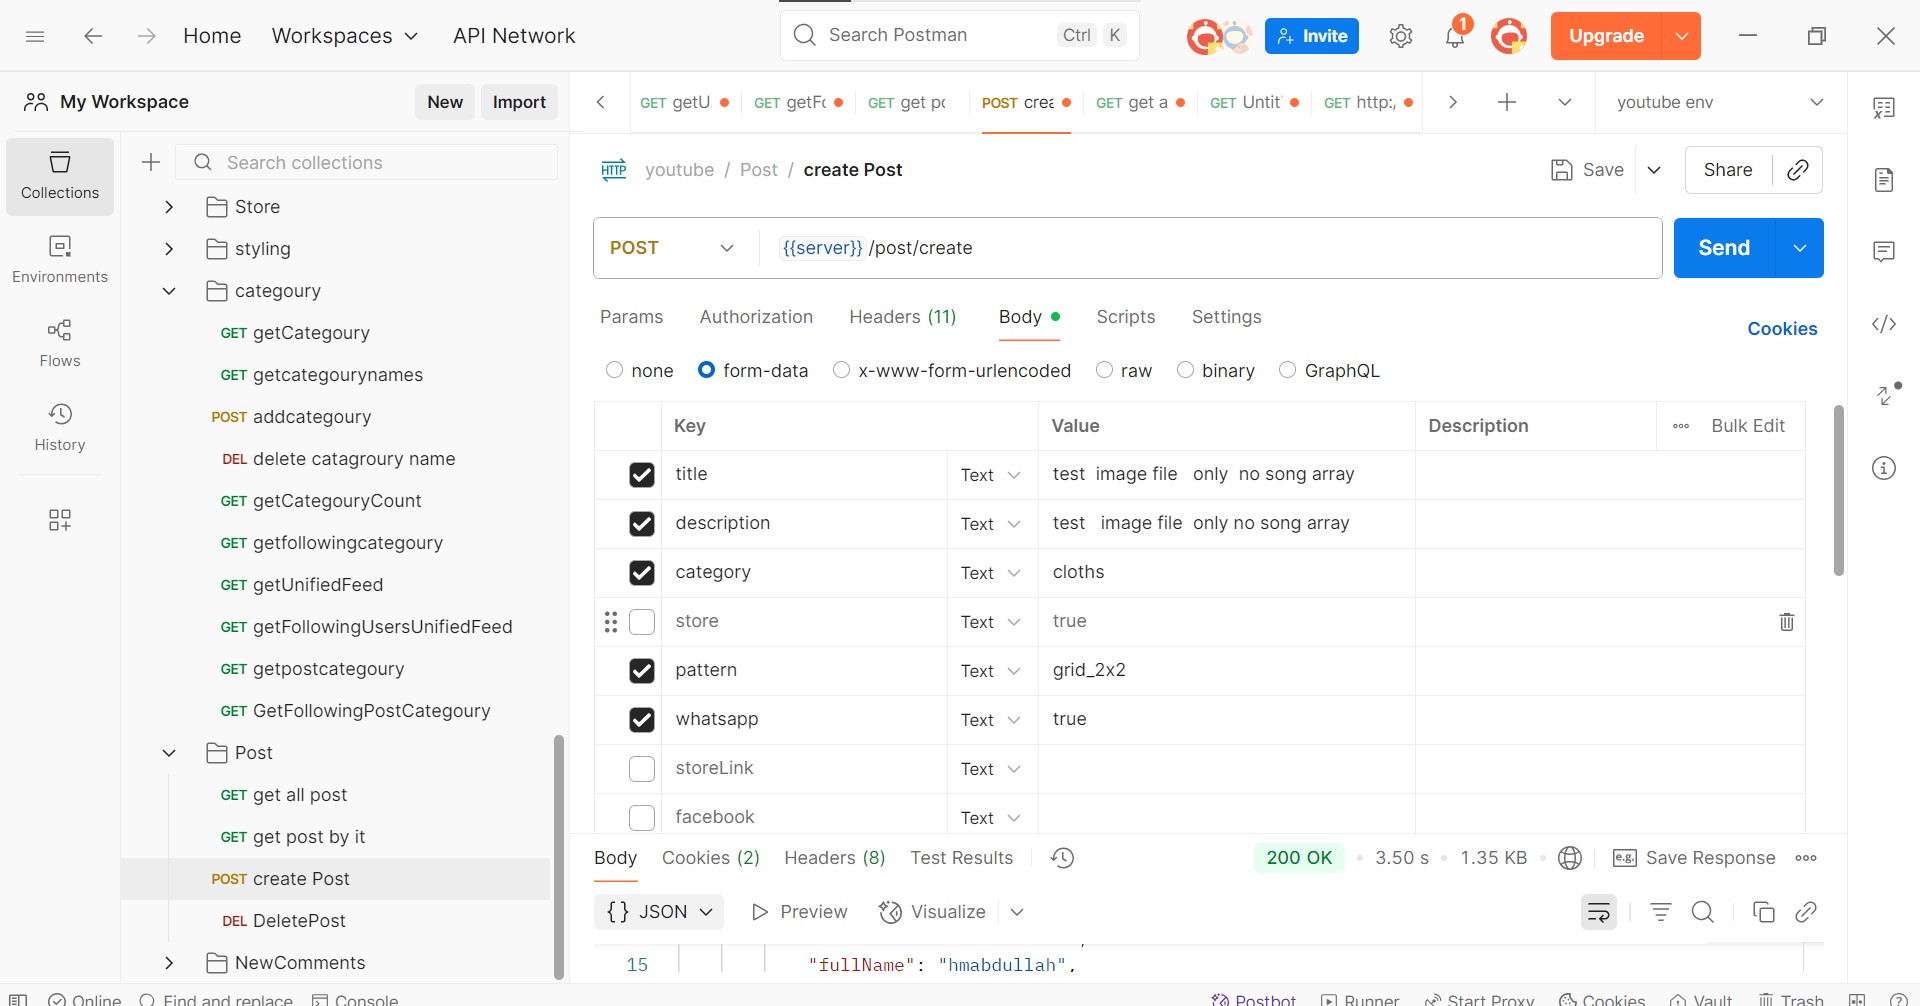 Home Workspaces API Network Search Postman Ctrl K Invite 1 Upgrade
My Workspace New Import
GET getU GET getFo GET get po POST crea GET get a GET Untit GET http:/ youtube env
Collections
Environments
Flows
History
Search collections
Store
styling
categoury
GET getCategoury
GET getcategourynames
POST addcategoury
DEL delete catagroury name
GET getCategouryCount
GET getfollowingcategoury
GET getUnifiedFeed
GET getFollowingUsersUnifiedFeed
GET getpostcategoury
GET GetFollowingPostCategoury
Post
GET get all post
GET get post by it
POST create Post
DEL DeletePost
NewComments
HTTP youtube / Post / create Post Save Share
POST {{server}} /post/create Send
Params Authorization Headers (11) Body Scripts Settings Cookies
none form-data x-www-form-urlencoded raw binary GraphQL
Key Value Description Bulk Edit
title Text test image file only no song array
description Text test image file only no song array
category Text cloths
store Text true
pattern Text grid_2x2
whatsapp Text true
storeLink Text
facebook Text
Body Cookies (2) Headers (8) Test Results 200 OK 3.50 s 1.35 KB e.g. Save Response
{} JSON Preview Visualize
15 "fullName": "hmabdullah",
Online Find and replace Console Postbot Runner Start Proxy Cookies Vault Trash